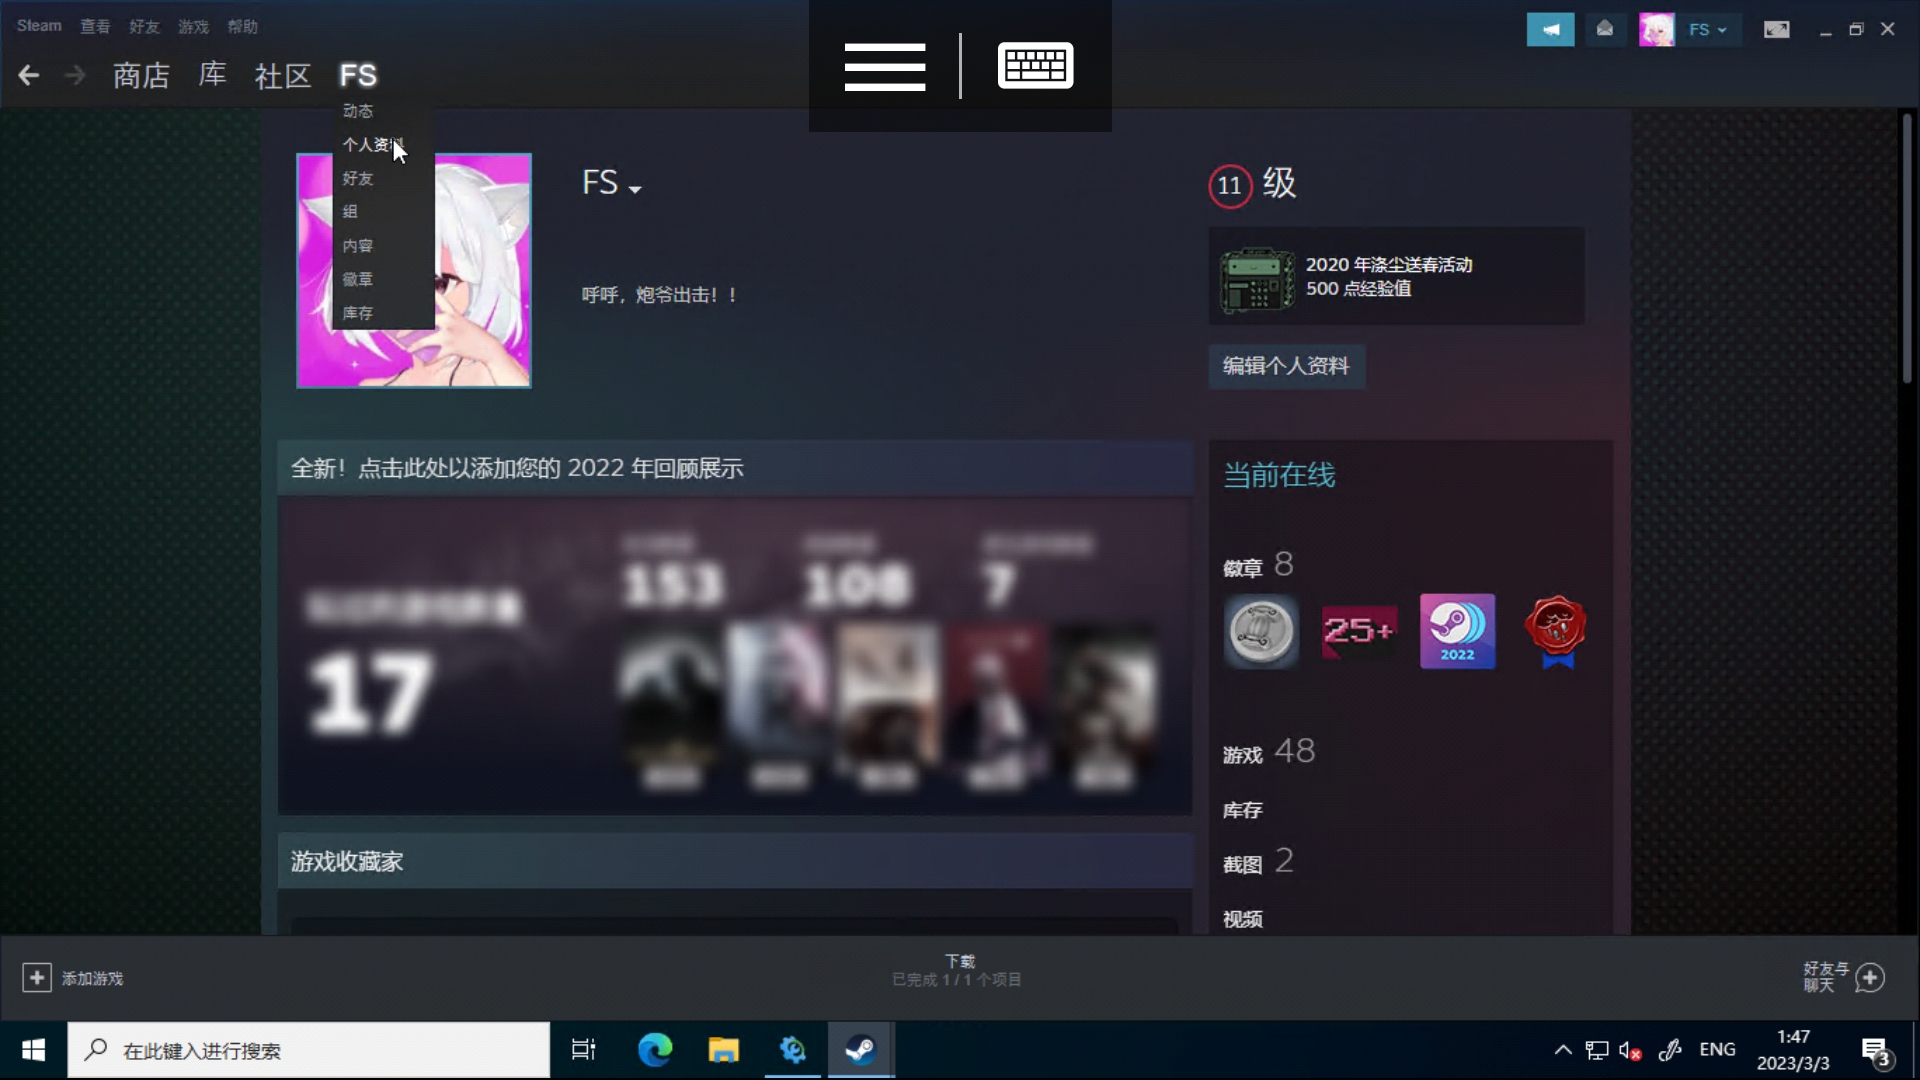 Steam 查看 好友 游戏 帮助
FS
商店 库 社区 FS
动态
个人资料
好友
组
内容
徽章
库存
FS
呼呼，炮爷出击！！
11 级
2020 年涤尘送春活动
500 点经验值
编辑个人资料
全新！点击此处以添加您的 2022 年回顾展示
153 108 7
17
当前在线
徽章 8
25+
2022
游戏 48
库存
截图 2
视频
游戏收藏家
添加游戏
下载
已完成 1 / 1 个项目
好友与
聊天
在此键入进行搜索
ENG
1:47
2023/3/3
3